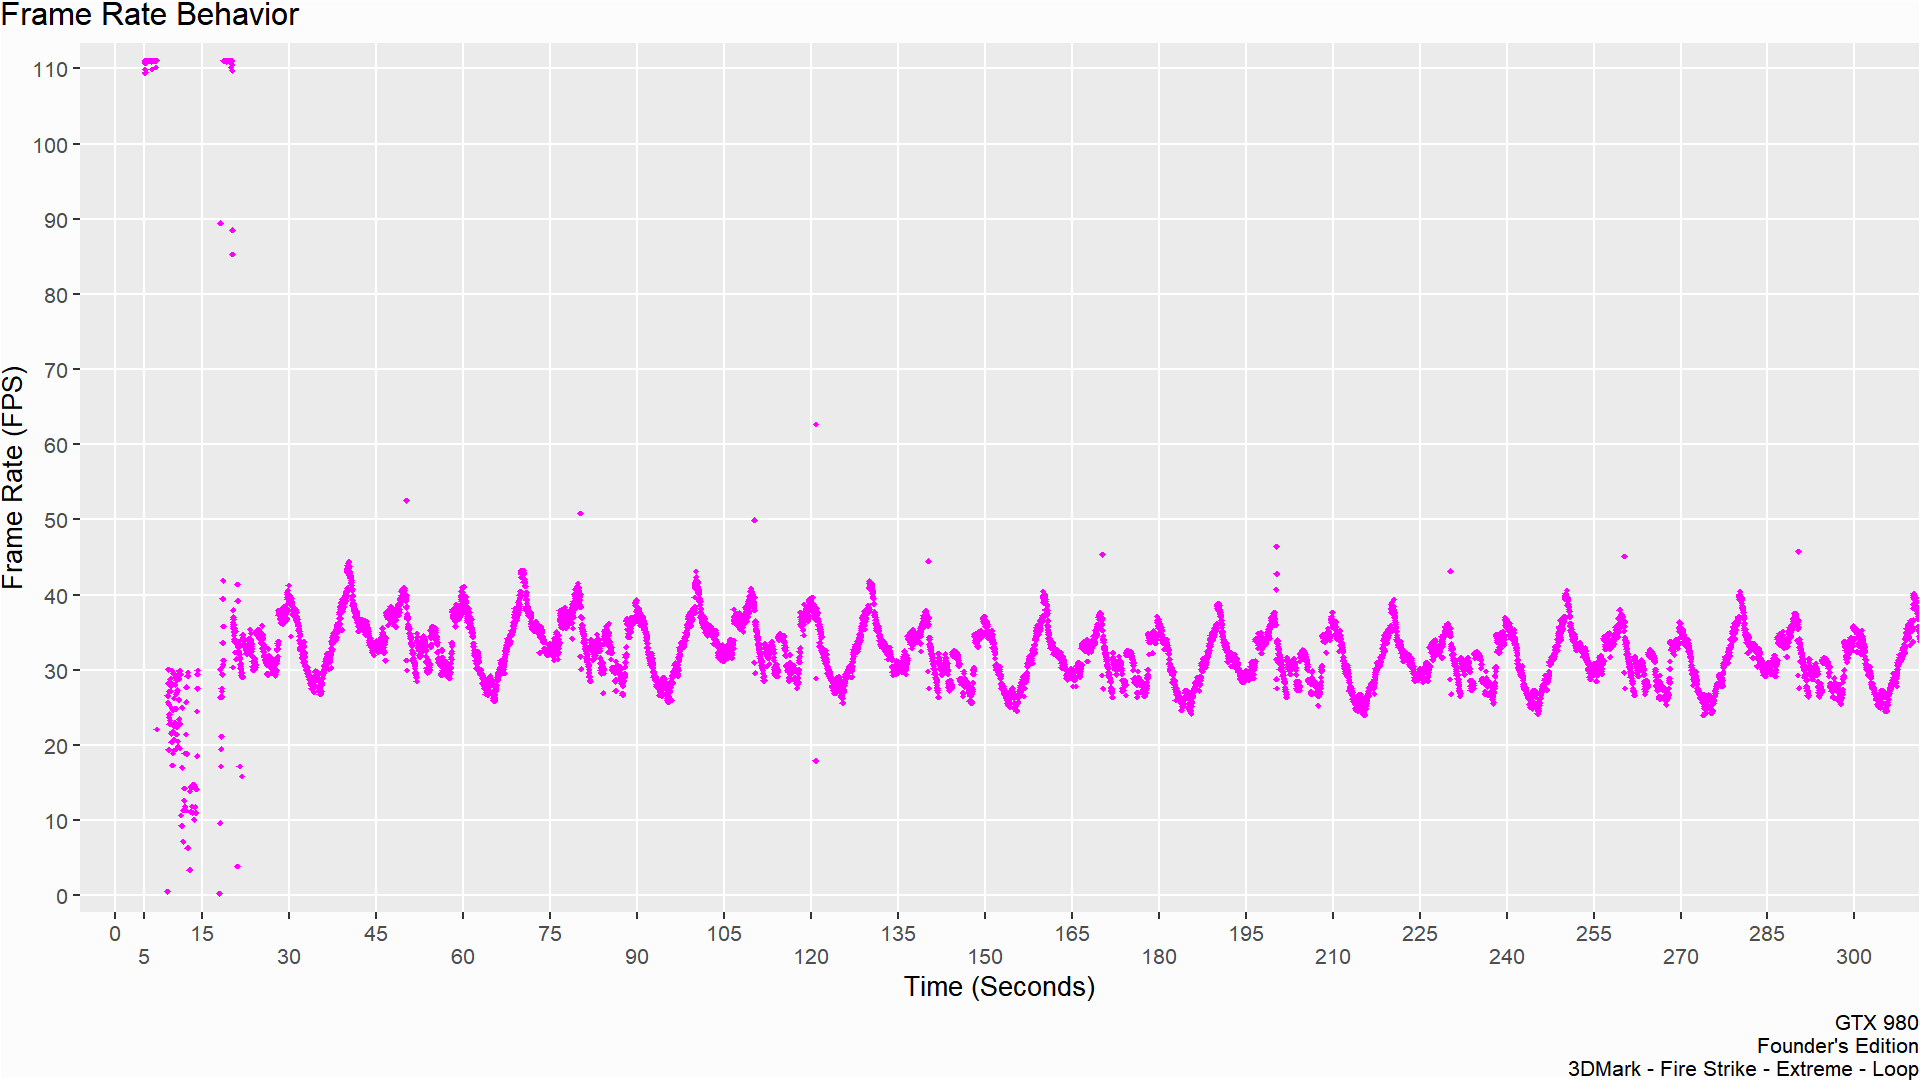 Frame Rate Behavior
Frame Rate (FPS)
110
100
90
80
70
60
50
40
30
20
10
0
0 15 45 75 105 135 165 195 225 255 285
5 30 60 90 120 150 180 210 240 270 300
Time (Seconds)
GTX 980
Founder's Edition
3DMark - Fire Strike - Extreme - Loop